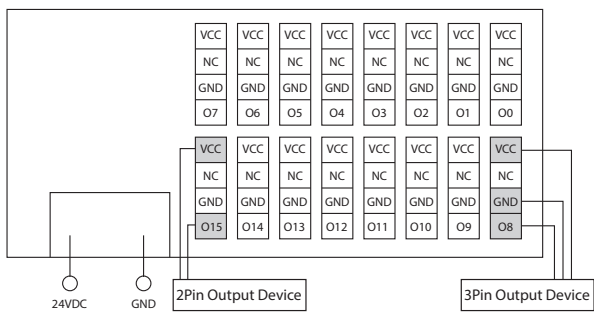 VCC VCC VCC VCC VCC VCC VCC VCC
NC NC NC NC NC NC NC NC
GND GND GND GND GND GND GND GND
O7 O6 O5 O4 O3 O2 O1 O0
VCC VCC VCC VCC VCC VCC VCC VCC
NC NC NC NC NC NC NC NC
GND GND GND GND GND GND GND GND
O15 O14 O13 O12 O11 O10 O9 O8
24VDC GND 2Pin Output Device 3Pin Output Device